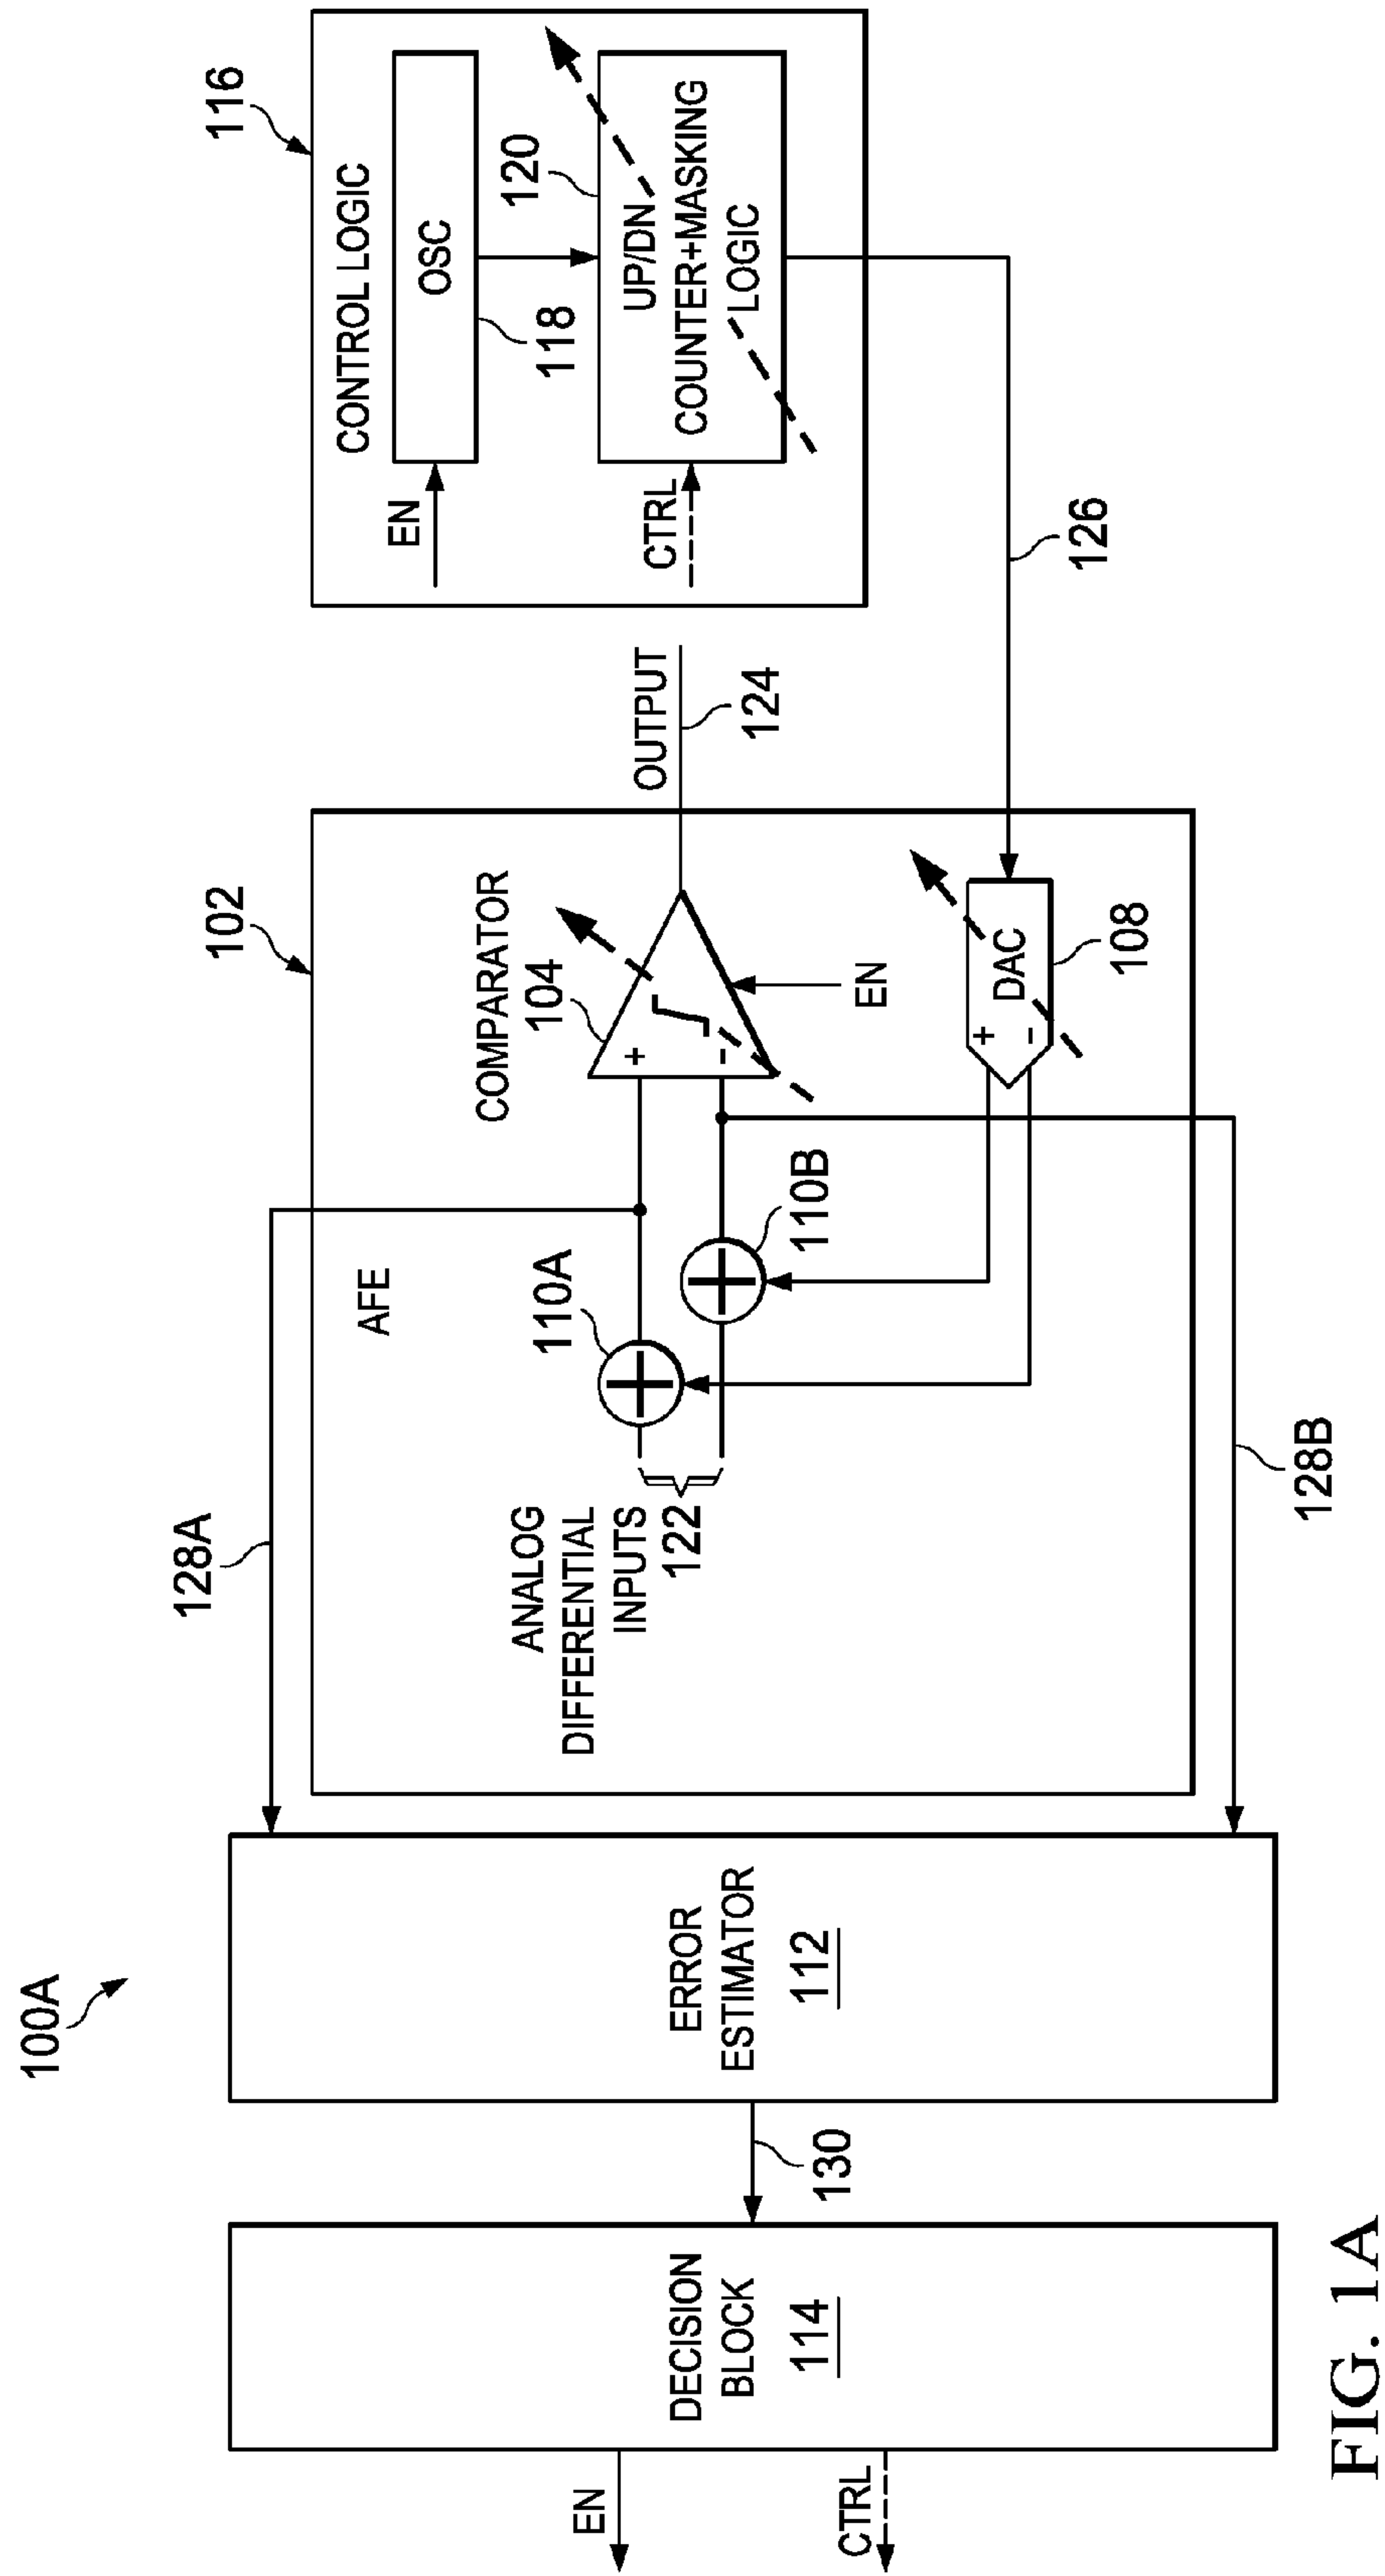 100A
128A
102
116
CONTROL LOGIC
EN
OSC
118
120
CTRL
UP/DN
COUNTER+MASKING
LOGIC
AFE
COMPARATOR
104
+
-
EN
OUTPUT
124
110A
110B
ANALOG
DIFFERENTIAL
INPUTS
122
DAC
+
-
108
126
128B
ERROR
ESTIMATOR
112
130
DECISION
BLOCK
114
EN
CTRL
FIG. 1A